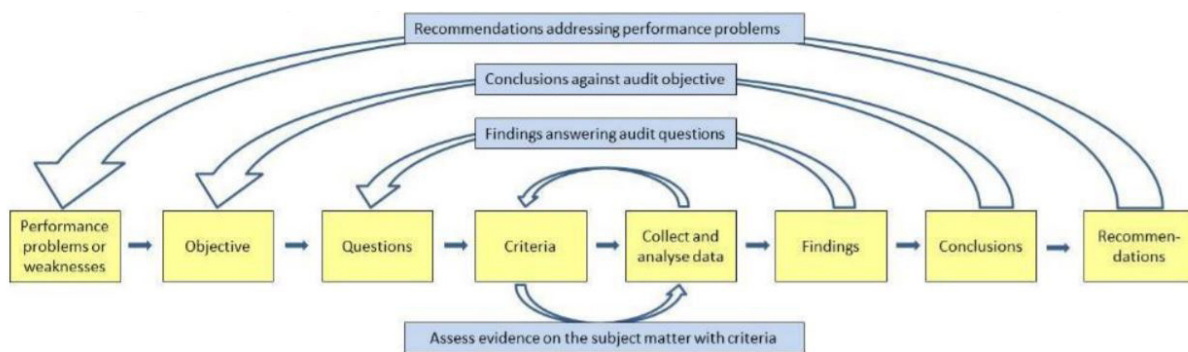 Recommendations addressing performance problems
Conclusions against audit objective
Findings answering audit questions
Performance
problems or
weaknesses
Objective
Questions
Criteria
Collect and
analyse data
Findings
Conclusions
Recommen-
dations
Assess evidence on the subject matter with criteria